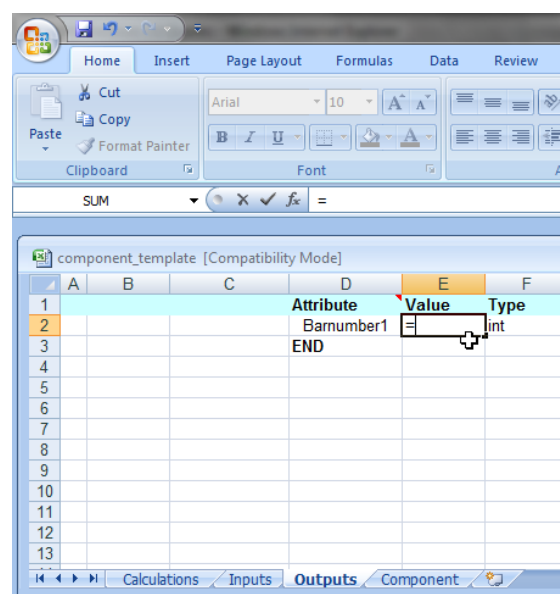 Home Insert Page Layout Formulas Data Review
Cut
Arial 10 A A
Copy
Paste
Format Painter
B I U A
Clipboard Font
SUM fx =
component_template [Compatibility Mode]
A B C D E F
1 Attribute Value Type
2 Barnumber1 = int
3 END
4
5
6
7
8
9
10
11
12
13
Calculations Inputs Outputs Component